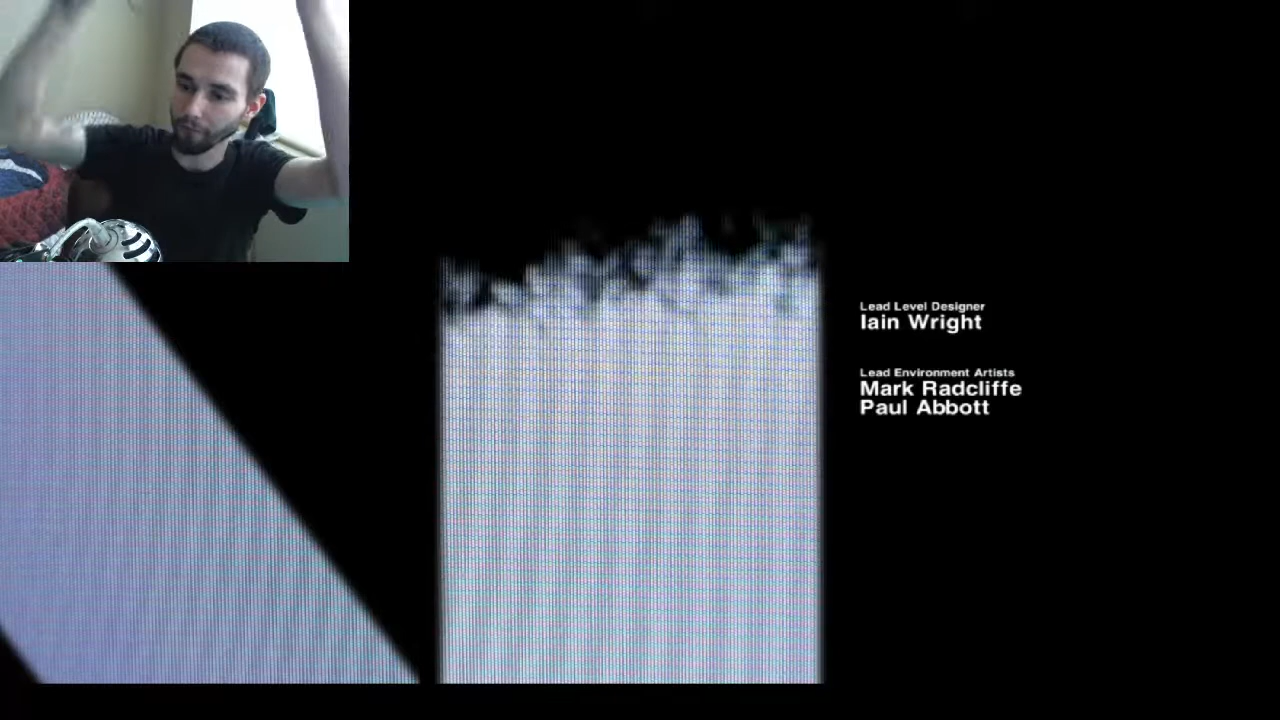 Lead Level Designer
Iain Wright
Lead Environment Artists
Mark Radcliffe
Paul Abbott